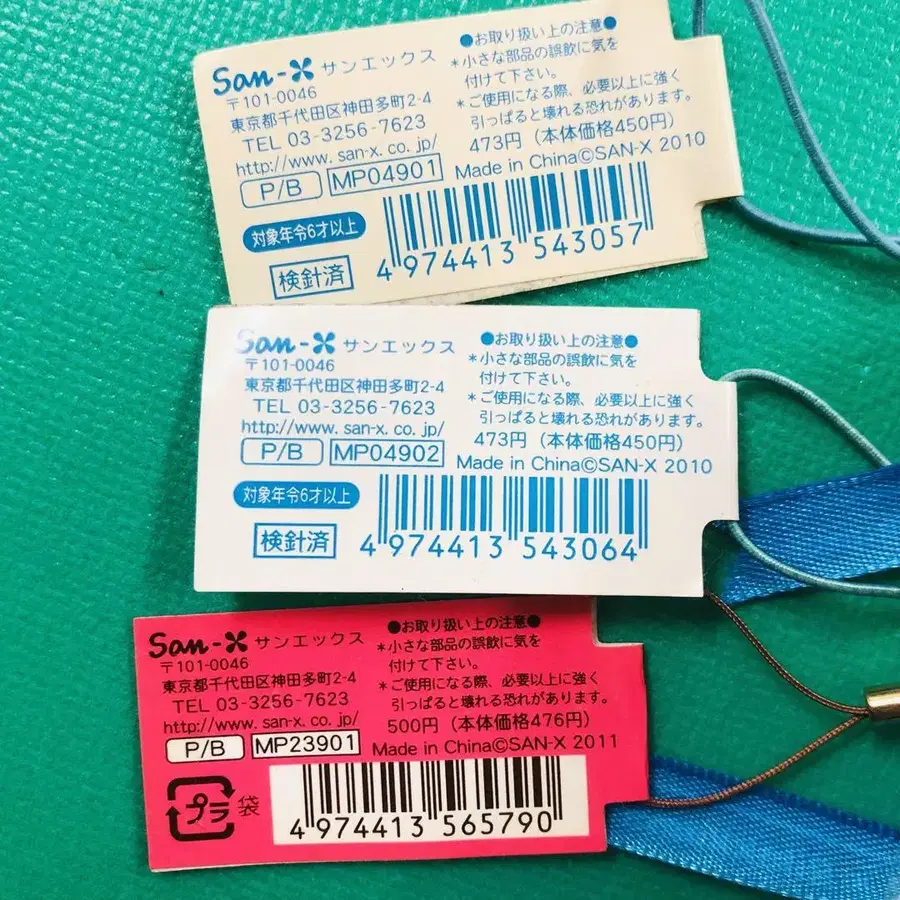 San-X サンエックス
〒101-0046
東京都千代田区神田多町2-4
TEL 03-3256-7623
http://www.san-x.co.jp/
P/B MP04901
対象年令6才以上
検針済
●お取り扱い上の注意●
*小さな部品の誤飲に気を
付けて下さい。
*ご使用になる際、必要以上に強く
引っぱると壊れる恐れがあります。
473円（本体価格450円）
Made in China©SAN-X 2010
4 974413 543057
San-X サンエックス
〒101-0046
東京都千代田区神田多町2-4
TEL 03-3256-7623
http://www.san-x.co.jp/
P/B MP04902
対象年令6才以上
検針済
●お取り扱い上の注意●
*小さな部品の誤飲に気を
付けて下さい。
*ご使用になる際、必要以上に強く
引っぱると壊れる恐れがあります。
473円（本体価格450円）
Made in China©SAN-X 2010
4 974413 543064
San-X サンエックス
〒101-0046
東京都千代田区神田多町2-4
TEL 03-3256-7623
http://www.san-x.co.jp/
P/B MP23901
プラ 袋
●お取り扱い上の注意●
*小さな部品の誤飲に気を
付けて下さい。
*ご使用になる際、必要以上に強く
引っぱると壊れる恐れがあります。
500円（本体価格476円）
Made in China©SAN-X 2011
4 974413 565790